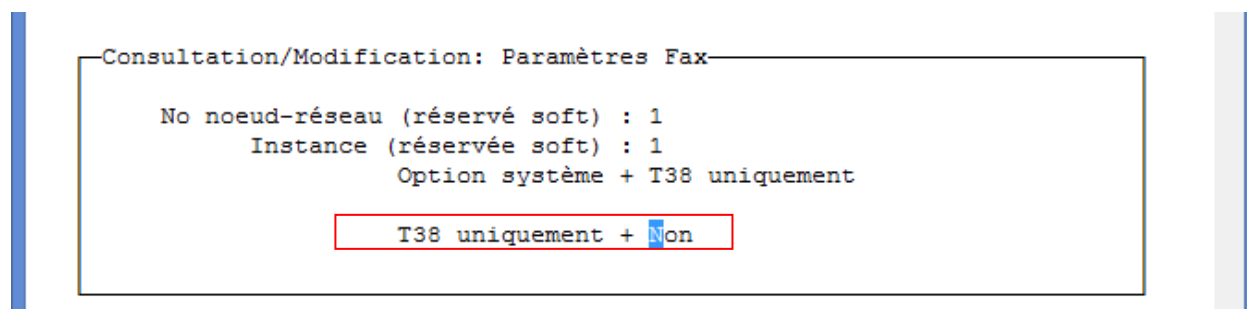 Consultation/Modification: Paramètres Fax
No noeud-réseau (réservé soft) : 1
Instance (réservée soft) : 1
Option système + T38 uniquement
T38 uniquement + Non